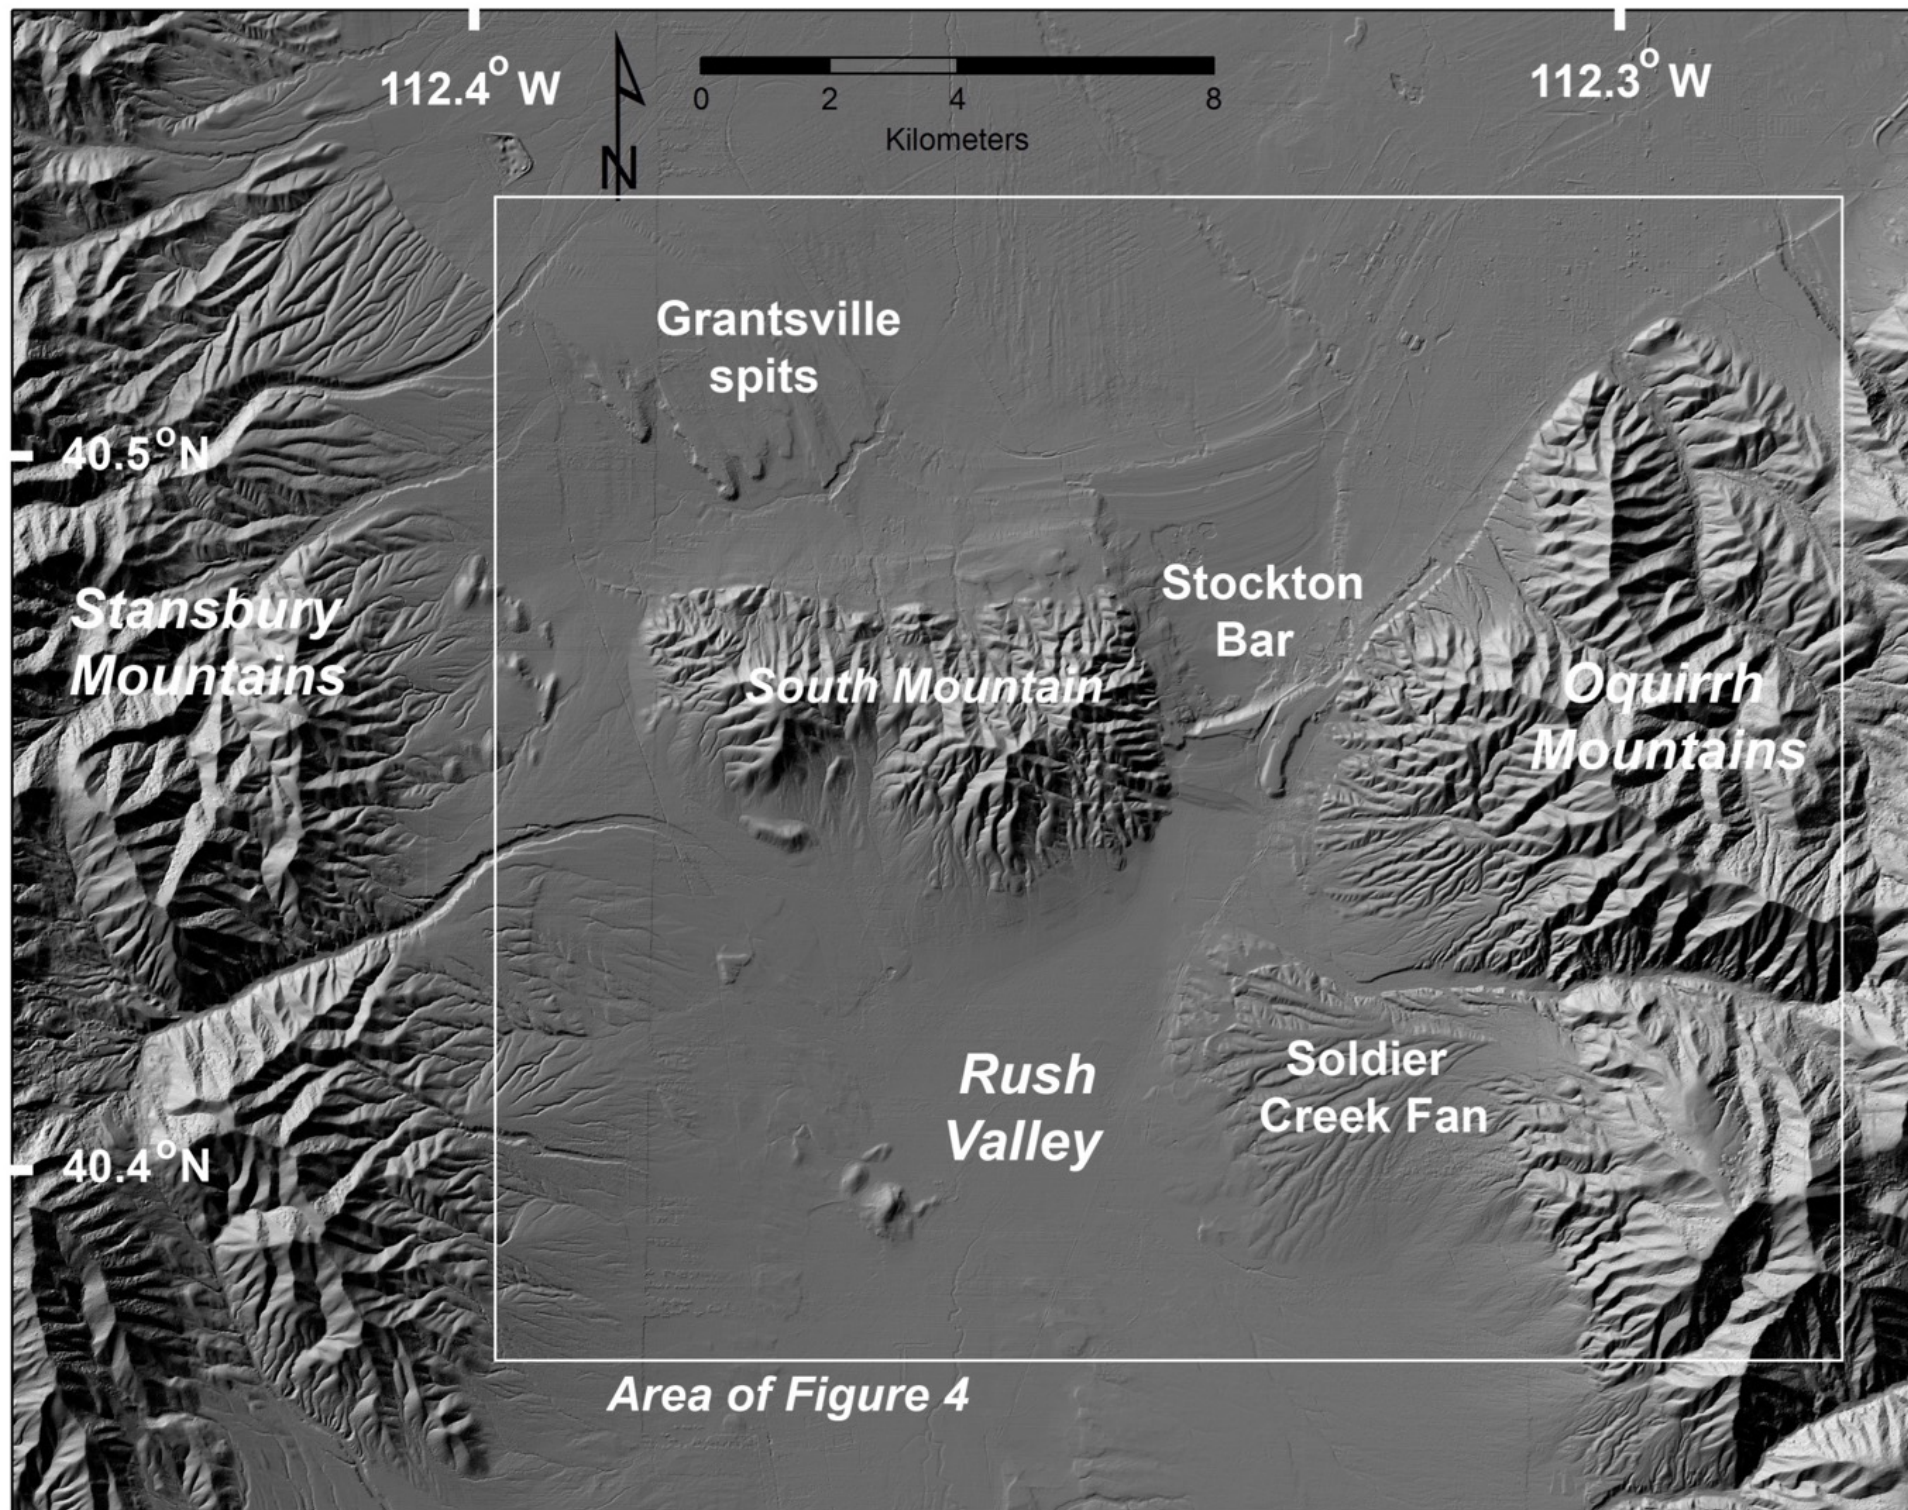 112.4° W
112.3° W
0 2 4 8
Kilometers
N
Grantsville
spits
40.5°N
Stockton
Bar
Stansbury
Mountains
South Mountain
Oquirrh
Mountains
Rush
Valley
Soldier
Creek Fan
40.4°N
Area of Figure 4